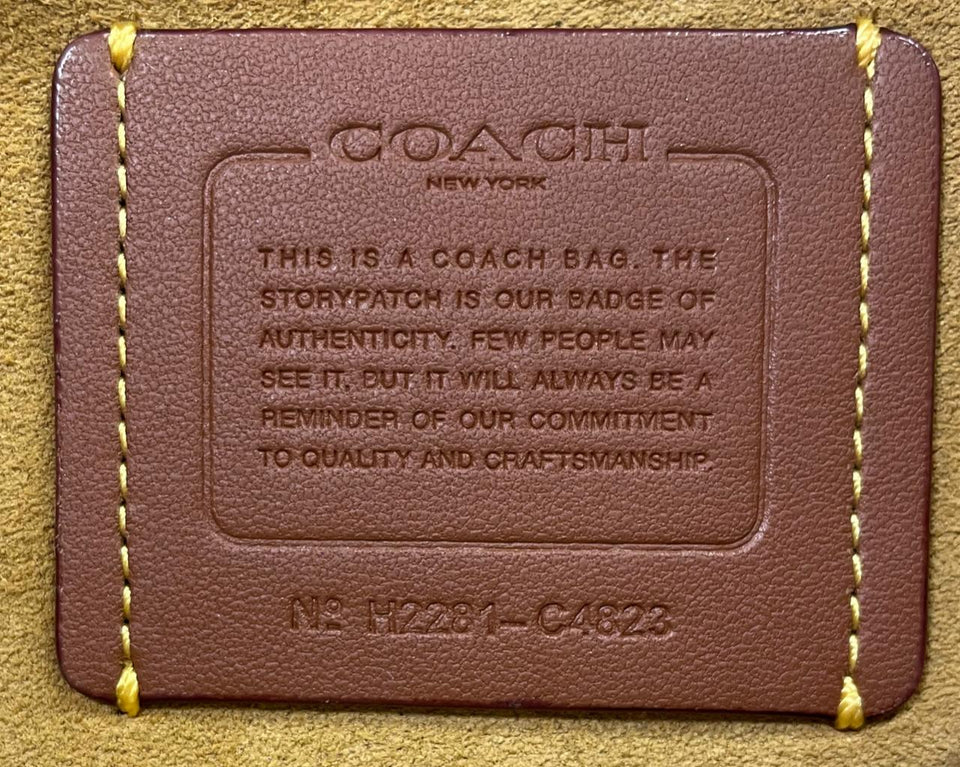 COACH
NEW YORK
THIS IS A COACH BAG. THE
STORYPATCH IS OUR BADGE OF
AUTHENTICITY. FEW PEOPLE MAY
SEE IT, BUT IT WILL ALWAYS BE A
REMINDER OF OUR COMMITMENT
TO QUALITY AND CRAFTSMANSHIP.
Nº H2281-C4823